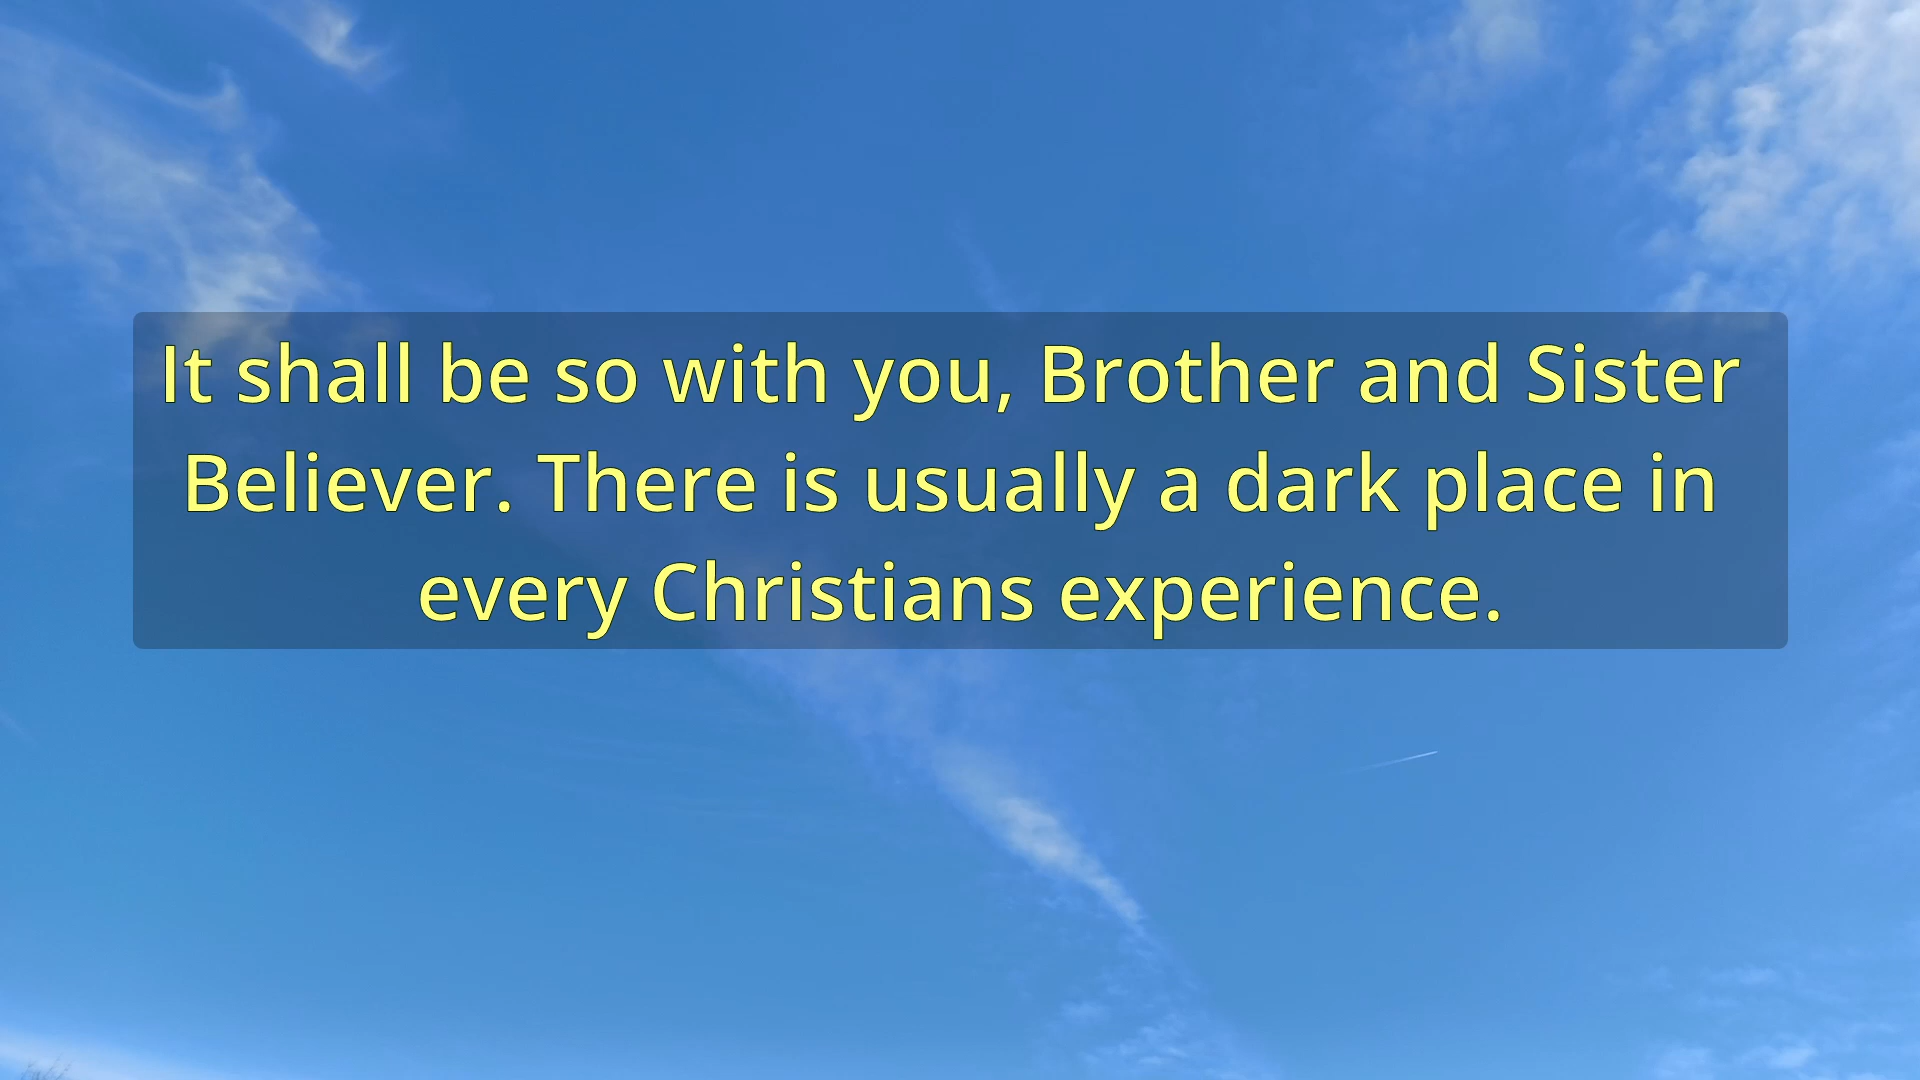 It shall be so with you, Brother and Sister
Believer. There is usually a dark place in
every Christians experience.